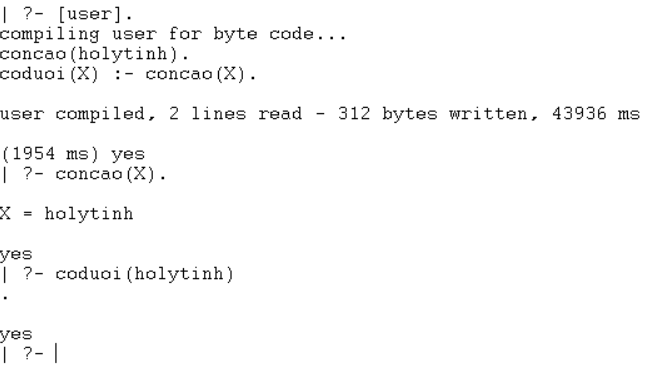 | ?- [user].
compiling user for byte code...
concao(holytinh).
coduoi(X) :- concao(X).
user compiled, 2 lines read - 312 bytes written, 43936 ms
(1954 ms) yes
| ?- concao(X).
X = holytinh
yes
| ?- coduoi(holytinh)
.
yes
| ?- |